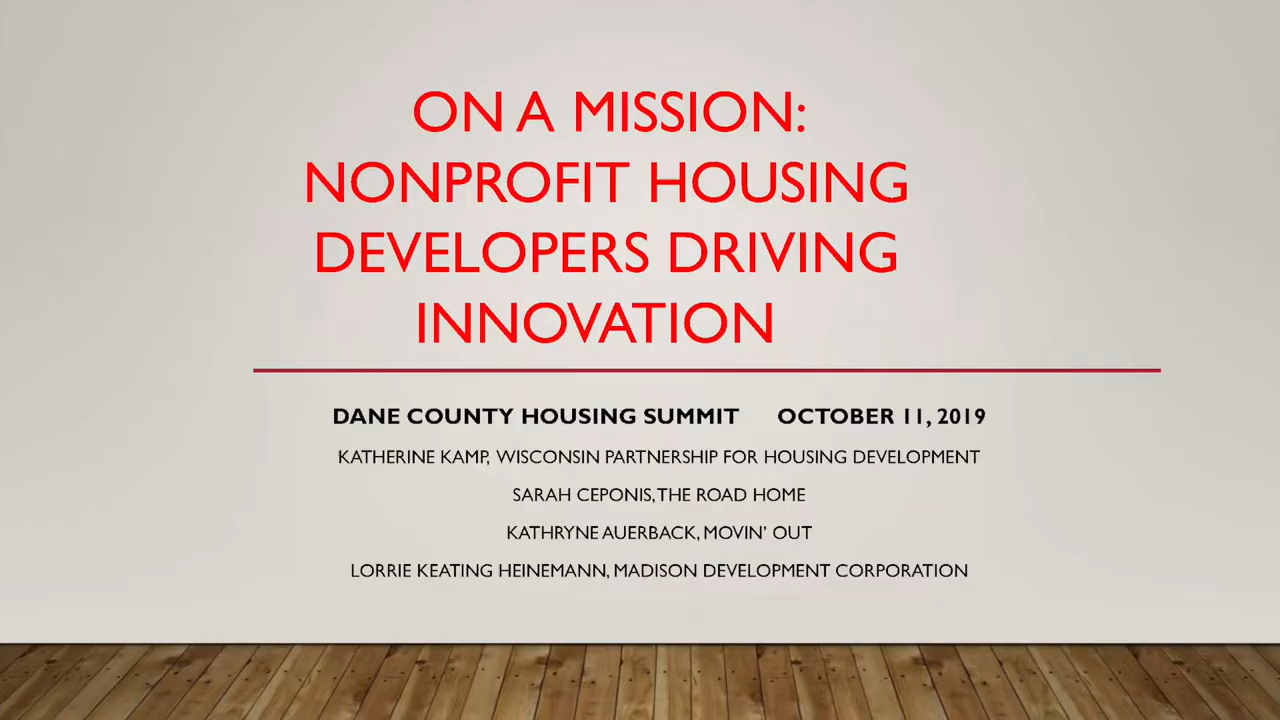 ON A MISSION:
NONPROFIT HOUSING
DEVELOPERS DRIVING
INNOVATION
DANE COUNTY HOUSING SUMMIT OCTOBER 11, 2019
KATHERINE KAMP, WISCONSIN PARTNERSHIP FOR HOUSING DEVELOPMENT
SARAH CEPONIS, THE ROAD HOME
KATHRYNE AUERBACK, MOVIN' OUT
LORRIE KEATING HEINEMANN, MADISON DEVELOPMENT CORPORATION